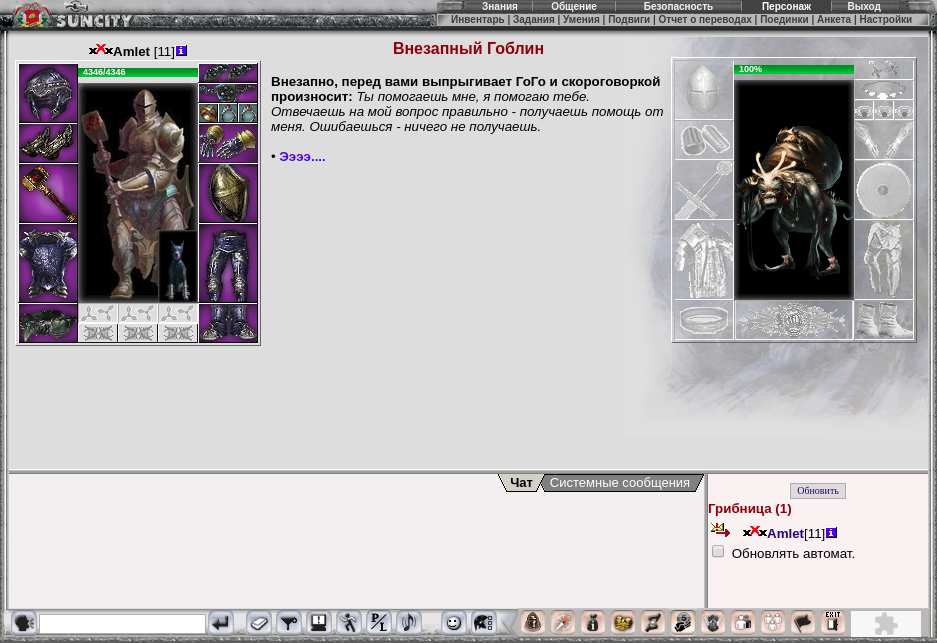 SUNCITY
Знания Общение Безопасность Персонаж Выход
Инвентарь | Задания | Умения | Подвиги | Отчет о переводах | Поединки | Анкета | Настройки
Amlet [11]
Внезапный Гоблин
4346/4346
100%
Внезапно, перед вами выпрыгивает ГоГо и скороговоркой
произносит: Ты помогаешь мне, я помогаю тебе.
Отвечаешь на мой вопрос правильно - получаешь помощь от
меня. Ошибаешься - ничего не получаешь.
• Ээээ....
Чат Системные сообщения
Обновить
Грибница (1)
Amlet[11]
Обновлять автомат.
P/L
EXIT